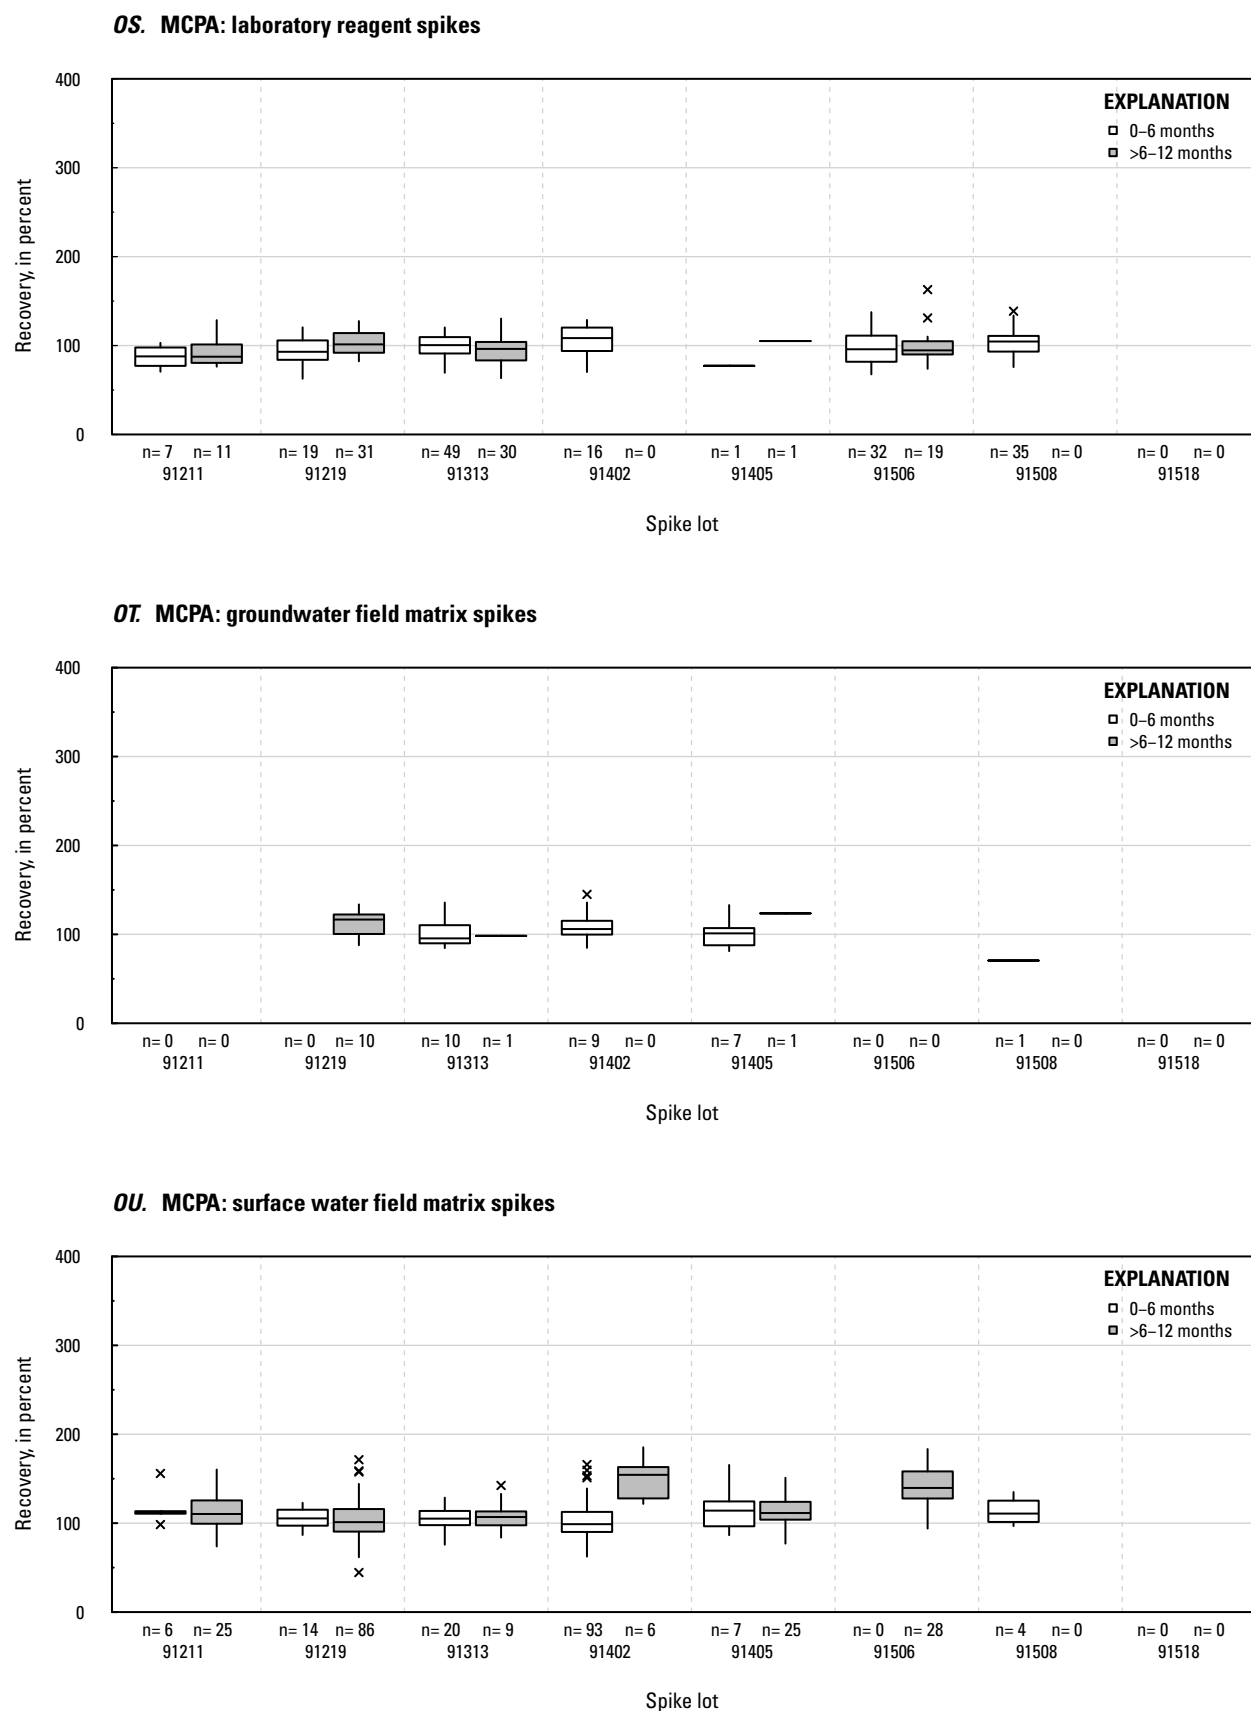 OS. MCPA: laboratory reagent spikes
400
300
200
100
0
Recovery, in percent
EXPLANATION
0–6 months
>6–12 months
n= 7 n= 11 n= 19 n= 31 n= 49 n= 30 n= 16 n= 0 n= 1 n= 1 n= 32 n= 19 n= 35 n= 0 n= 0 n= 0
91211 91219 91313 91402 91405 91506 91508 91518
Spike lot
OT. MCPA: groundwater field matrix spikes
400
300
200
100
0
Recovery, in percent
EXPLANATION
0–6 months
>6–12 months
n= 0 n= 0 n= 0 n= 10 n= 10 n= 1 n= 9 n= 0 n= 7 n= 1 n= 0 n= 0 n= 1 n= 0 n= 0 n= 0
91211 91219 91313 91402 91405 91506 91508 91518
Spike lot
OU. MCPA: surface water field matrix spikes
400
300
200
100
0
Recovery, in percent
EXPLANATION
0–6 months
>6–12 months
n= 6 n= 25 n= 14 n= 86 n= 20 n= 9 n= 93 n= 6 n= 7 n= 25 n= 0 n= 28 n= 4 n= 0 n= 0 n= 0
91211 91219 91313 91402 91405 91506 91508 91518
Spike lot